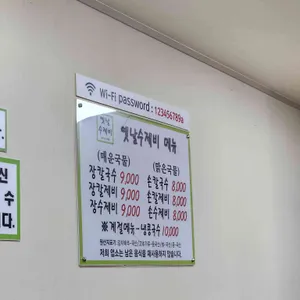 Wi-Fi password : 123456789a
옛날
수제비
옛날수제비 메뉴
(매운국물) (맑은국물)
장칼국수 9,000 손칼국수 8,000
장칼제비 9,000 손칼제비 8,000
장수제비 9,000 손수제비 8,000
※계절메뉴-냉콩국수 10,000
저희 업소는 남은 음식을 재사용하지 않습니다.
신
수
다.